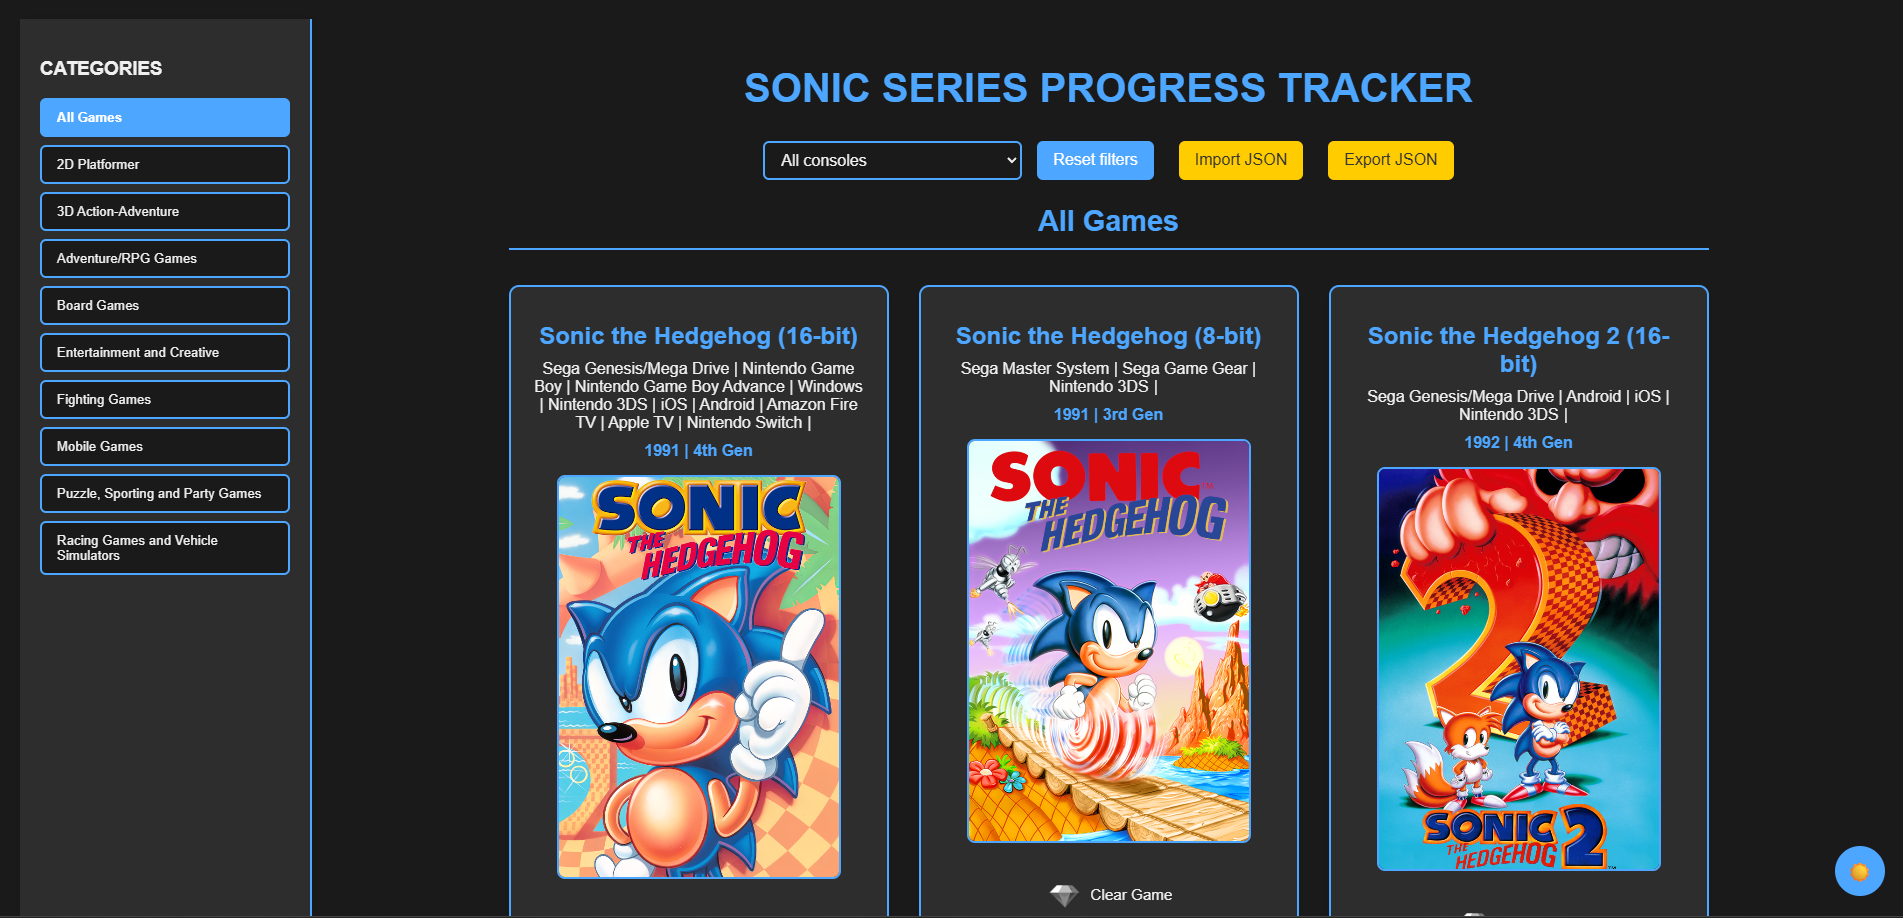 CATEGORIES
All Games
2D Platformer
3D Action-Adventure
Adventure/RPG Games
Board Games
Entertainment and Creative
Fighting Games
Mobile Games
Puzzle, Sporting and Party Games
Racing Games and Vehicle
Simulators
SONIC SERIES PROGRESS TRACKER
All consoles
Reset filters
Import JSON
Export JSON
All Games
Sonic the Hedgehog (16-bit)
Sega Genesis/Mega Drive | Nintendo Game
Boy | Nintendo Game Boy Advance | Windows
| Nintendo 3DS | iOS | Android | Amazon Fire
TV | Apple TV | Nintendo Switch |
1991 | 4th Gen
SONIC
THE
HEDGEHOG
Sonic the Hedgehog (8-bit)
Sega Master System | Sega Game Gear |
Nintendo 3DS |
1991 | 3rd Gen
SONIC™
THE
HEDGEHOG
Clear Game
Sonic the Hedgehog 2 (16-
bit)
Sega Genesis/Mega Drive | Android | iOS |
Nintendo 3DS |
1992 | 4th Gen
2
SONIC 2
THE
HEDGEHOG ™